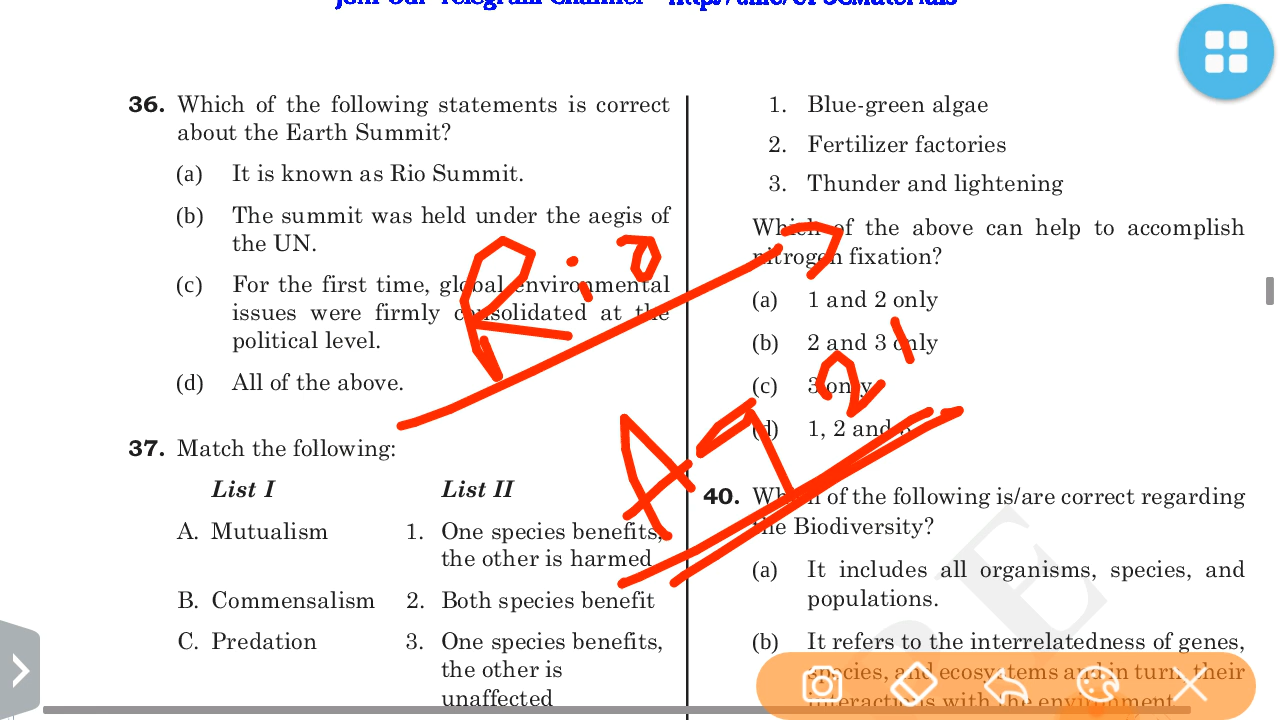 Join Our Telegram Channel
36. Which of the following statements is correct
about the Earth Summit?
(a) It is known as Rio Summit.
(b) The summit was held under the aegis of
the UN.
(c) For the first time, global environmental
issues were firmly consolidated at the
political level.
(d) All of the above.
Rio
37. Match the following:
List I List II
A. Mutualism 1. One species benefits,
the other is harmed
B. Commensalism 2. Both species benefit
C. Predation 3. One species benefits,
the other is
unaffected
1. Blue-green algae
2. Fertilizer factories
3. Thunder and lightening
Which of the above can help to accomplish
nitrogen fixation?
(a) 1 and 2 only
(b) 2 and 3 only
(c) 3 only
(d) 1, 2 and 3
A7 21
40. Which of the following is/are correct regarding
the Biodiversity?
(a) It includes all organisms, species, and
populations.
(b) It refers to the interrelatedness of genes,
species, and ecosystems and in turn, their
interactions with the environment